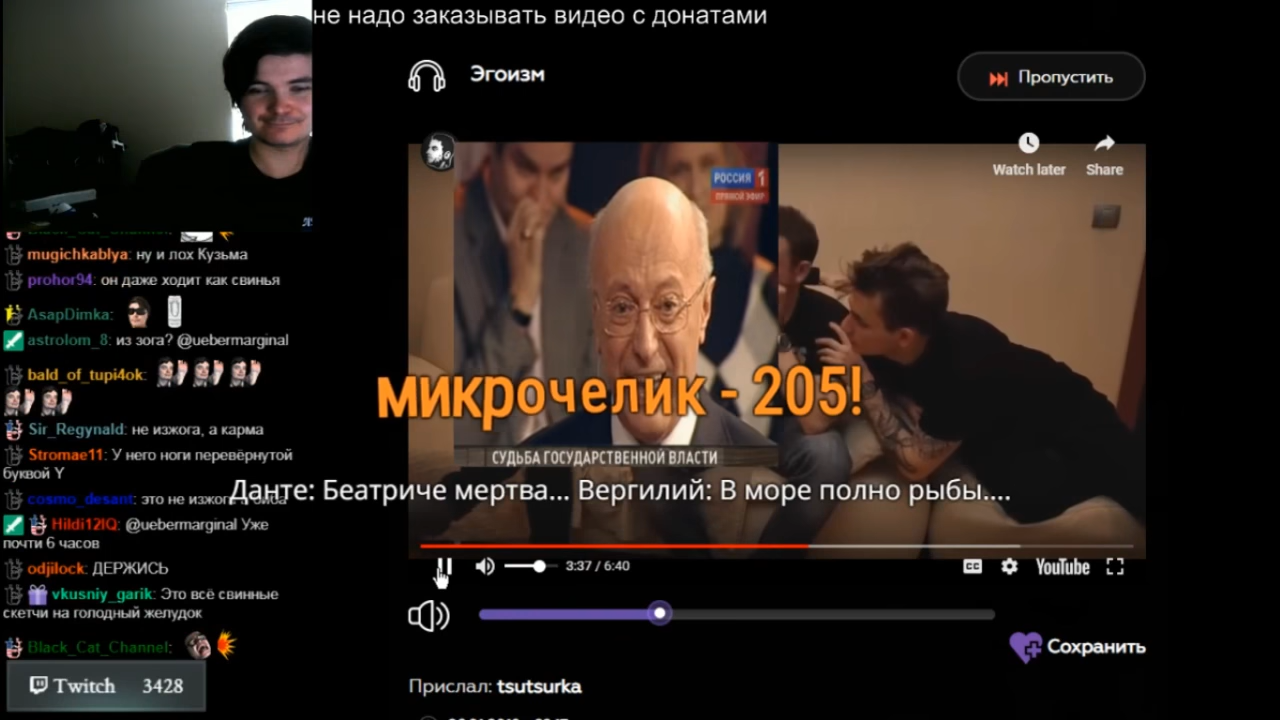 не надо заказывать видео с донатами
Эгоизм
Пропустить
Watch later
Share
РОССИЯ 1
ПРЯМОЙ ЭФИР
mugichkablya: ну и лох Кузьма
prohor94: он даже ходит как свинья
AsapDimka:
astrolom_8: из зога? @uebermarginal
bald_of_tupi4ok:
Sir_Regynald: не изжога, а карма
Stromae11: У него ноги перевёрнутой
буквой Y
cosmo_desant: это не изжога
Hildi12IQ: @uebermarginal Уже
почти 6 часов
odjilock: ДЕРЖИСЬ
vkusniy_garik: Это всё свинные
скетчи на голодный желудок
Black_Cat_Channel:
Twitch 3428
микрочелик - 205!
СУДЬБА ГОСУДАРСТВЕННОЙ ВЛАСТИ
Данте: Беатриче мертва... Вергилий: В море полно рыбы....
3:37 / 6:40
CC
YouTube
Сохранить
Прислал: tsutsurka